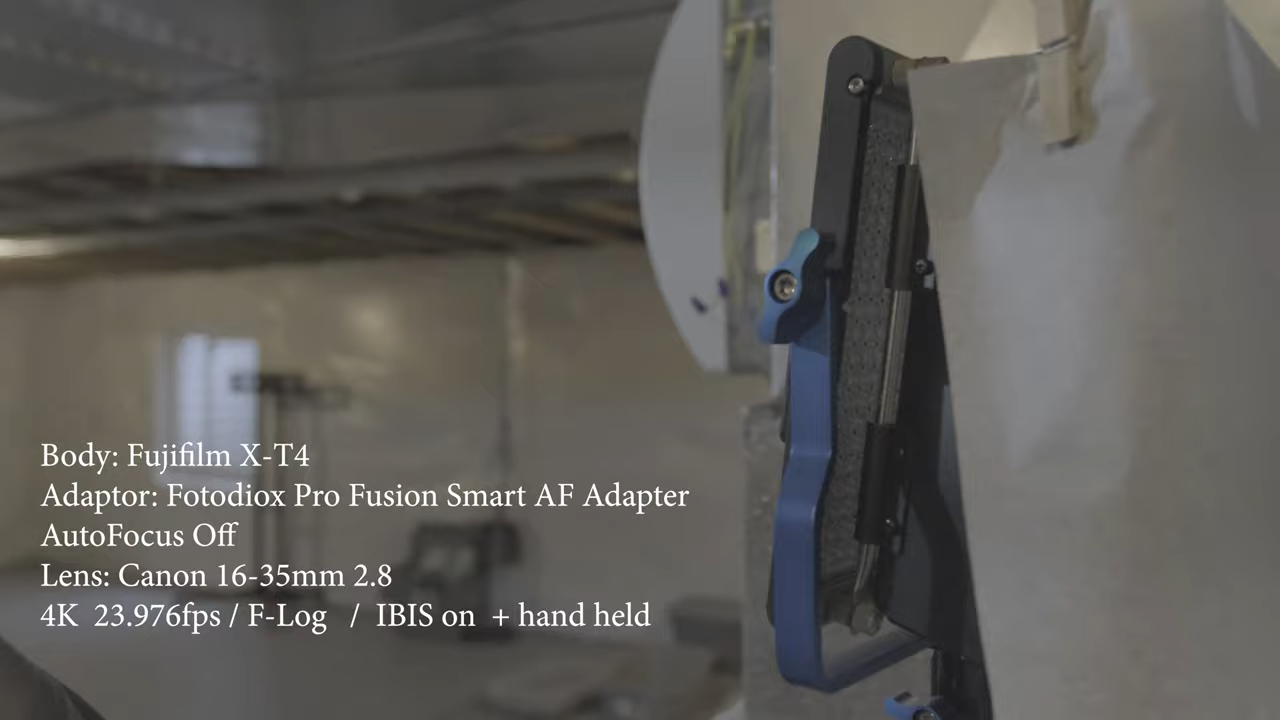 Body: Fujifilm X-T4
Adaptor: Fotodiox Pro Fusion Smart AF Adapter
AutoFocus Off
Lens: Canon 16-35mm 2.8
4K  23.976fps / F-Log   /  IBIS on  + hand held